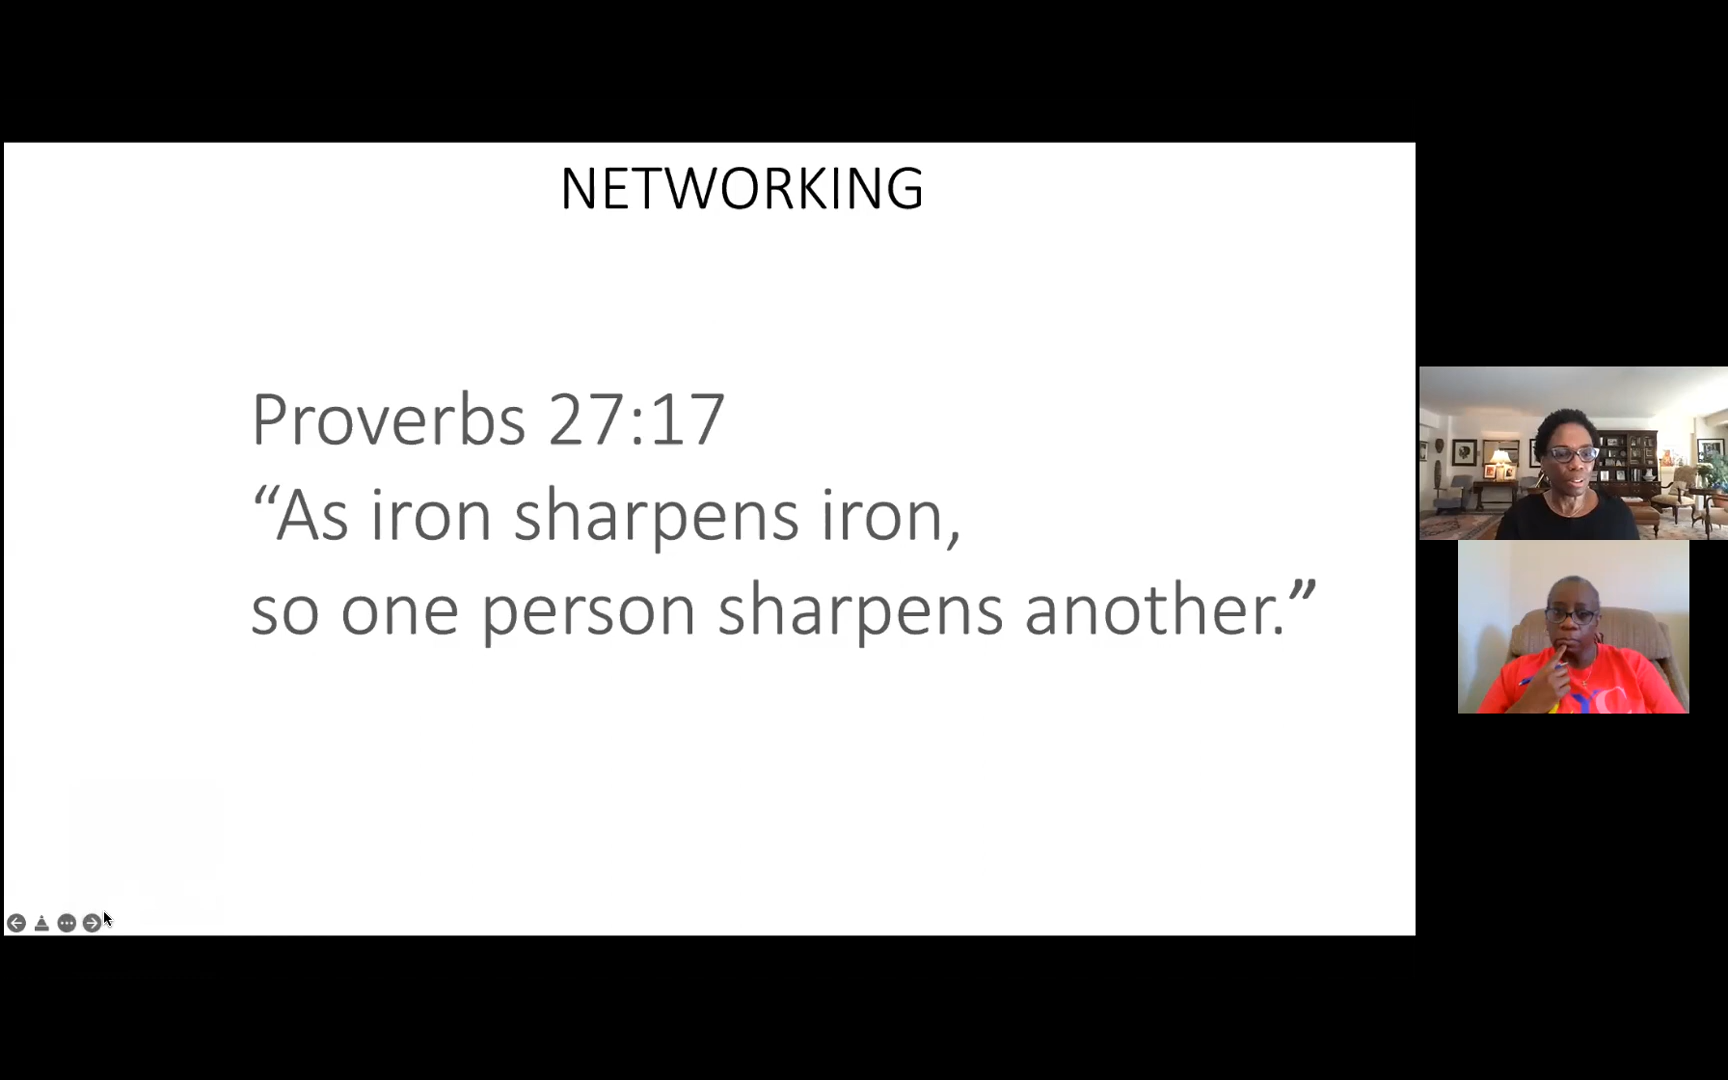 NETWORKING
Proverbs 27:17
“As iron sharpens iron,
so one person sharpens another.”